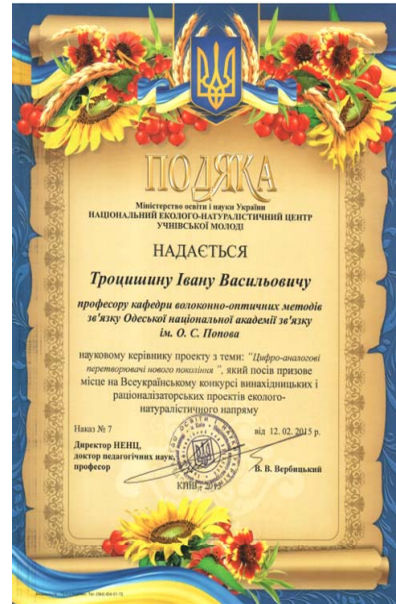 ПОДЯКА
Міністерство освіти і науки України
НАЦІОНАЛЬНИЙ ЕКОЛОГО-НАТУРАЛІСТИЧНИЙ ЦЕНТР
УЧНІВСЬКОЇ МОЛОДІ
НАДАЄТЬСЯ
Троцишину Івану Васильовичу
професору кафедри волоконно-оптичних методів
зв'язку Одеської національної академії зв'язку
ім. О. С. Попова
науковому керівнику проекту з теми: "Цифро-аналогові
перетворювачі нового покоління ", який посів призове
місце на Всеукраїнському конкурсі винахідницьких і
раціоналізаторських проектів еколого-
натуралістичного напряму
Наказ № 7 від 12. 02. 2015 р.
Директор НЕНЦ,
доктор педагогічних наук,
професор В. В. Вербицький
КИЇВ - 2015